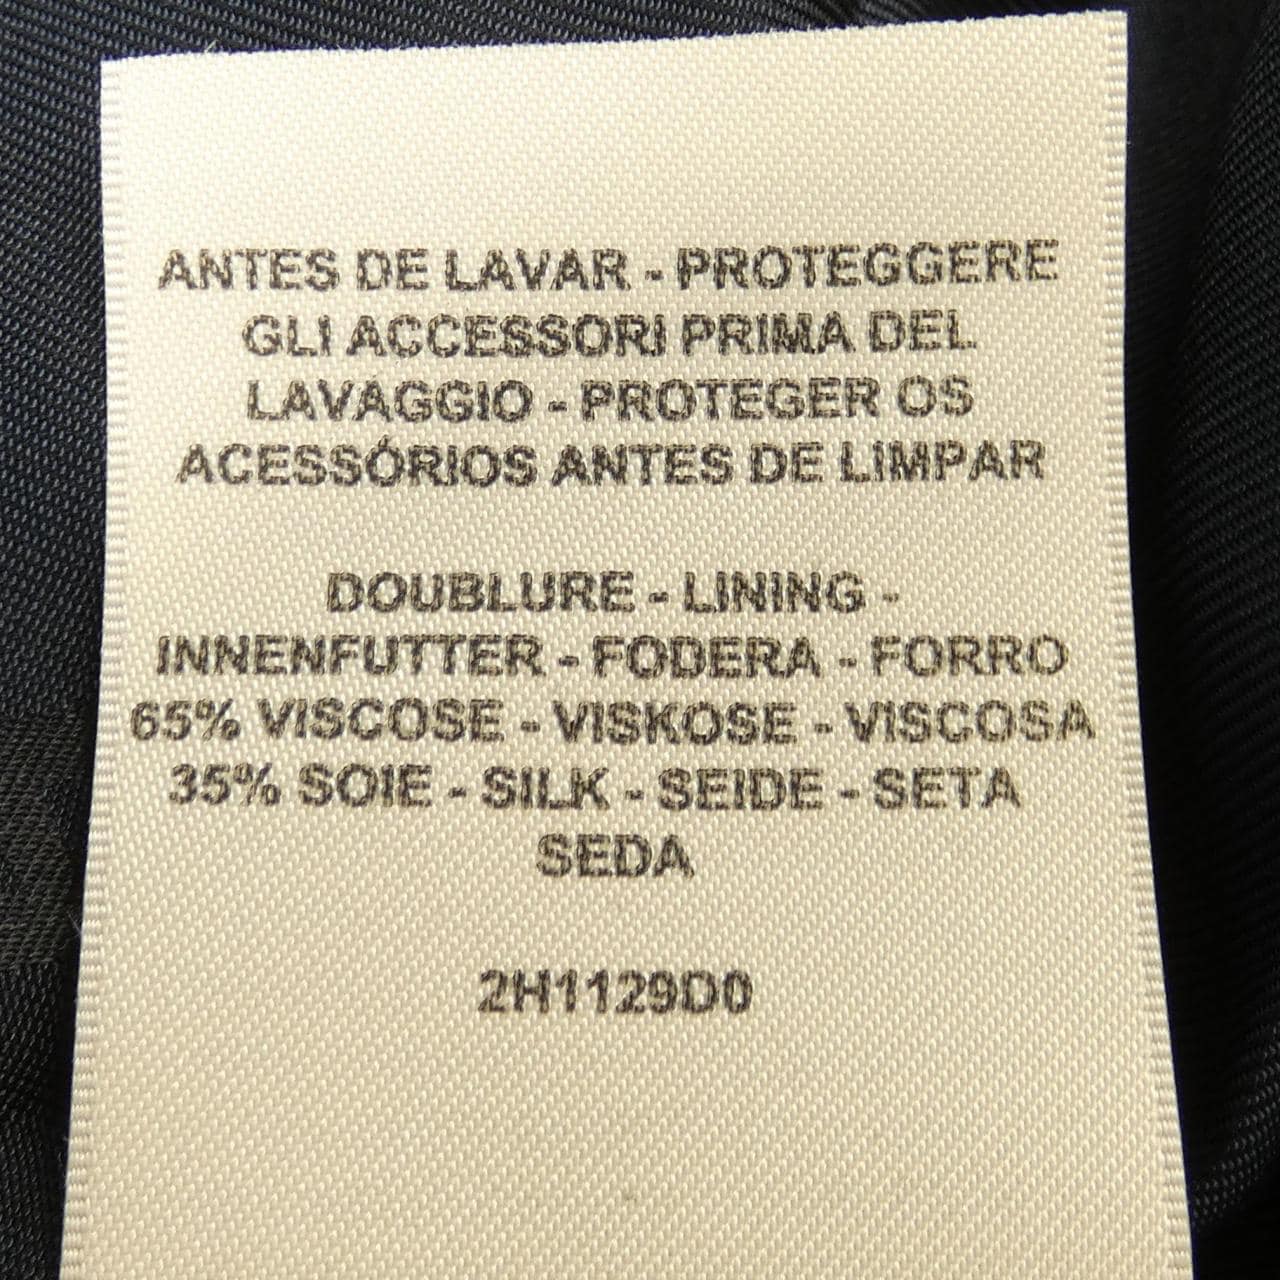 ANTES DE LAVAR - PROTEGGERE
GLI ACCESSORI PRIMA DEL
LAVAGGIO - PROTEGER OS
ACESSÓRIOS ANTES DE LIMPAR
DOUBLURE - LINING -
INNENFUTTER - FODERA - FORRO
65% VISCOSE - VISKOSE - VISCOSA
35% SOIE - SILK - SEIDE - SETA
SEDA
2H1129D0